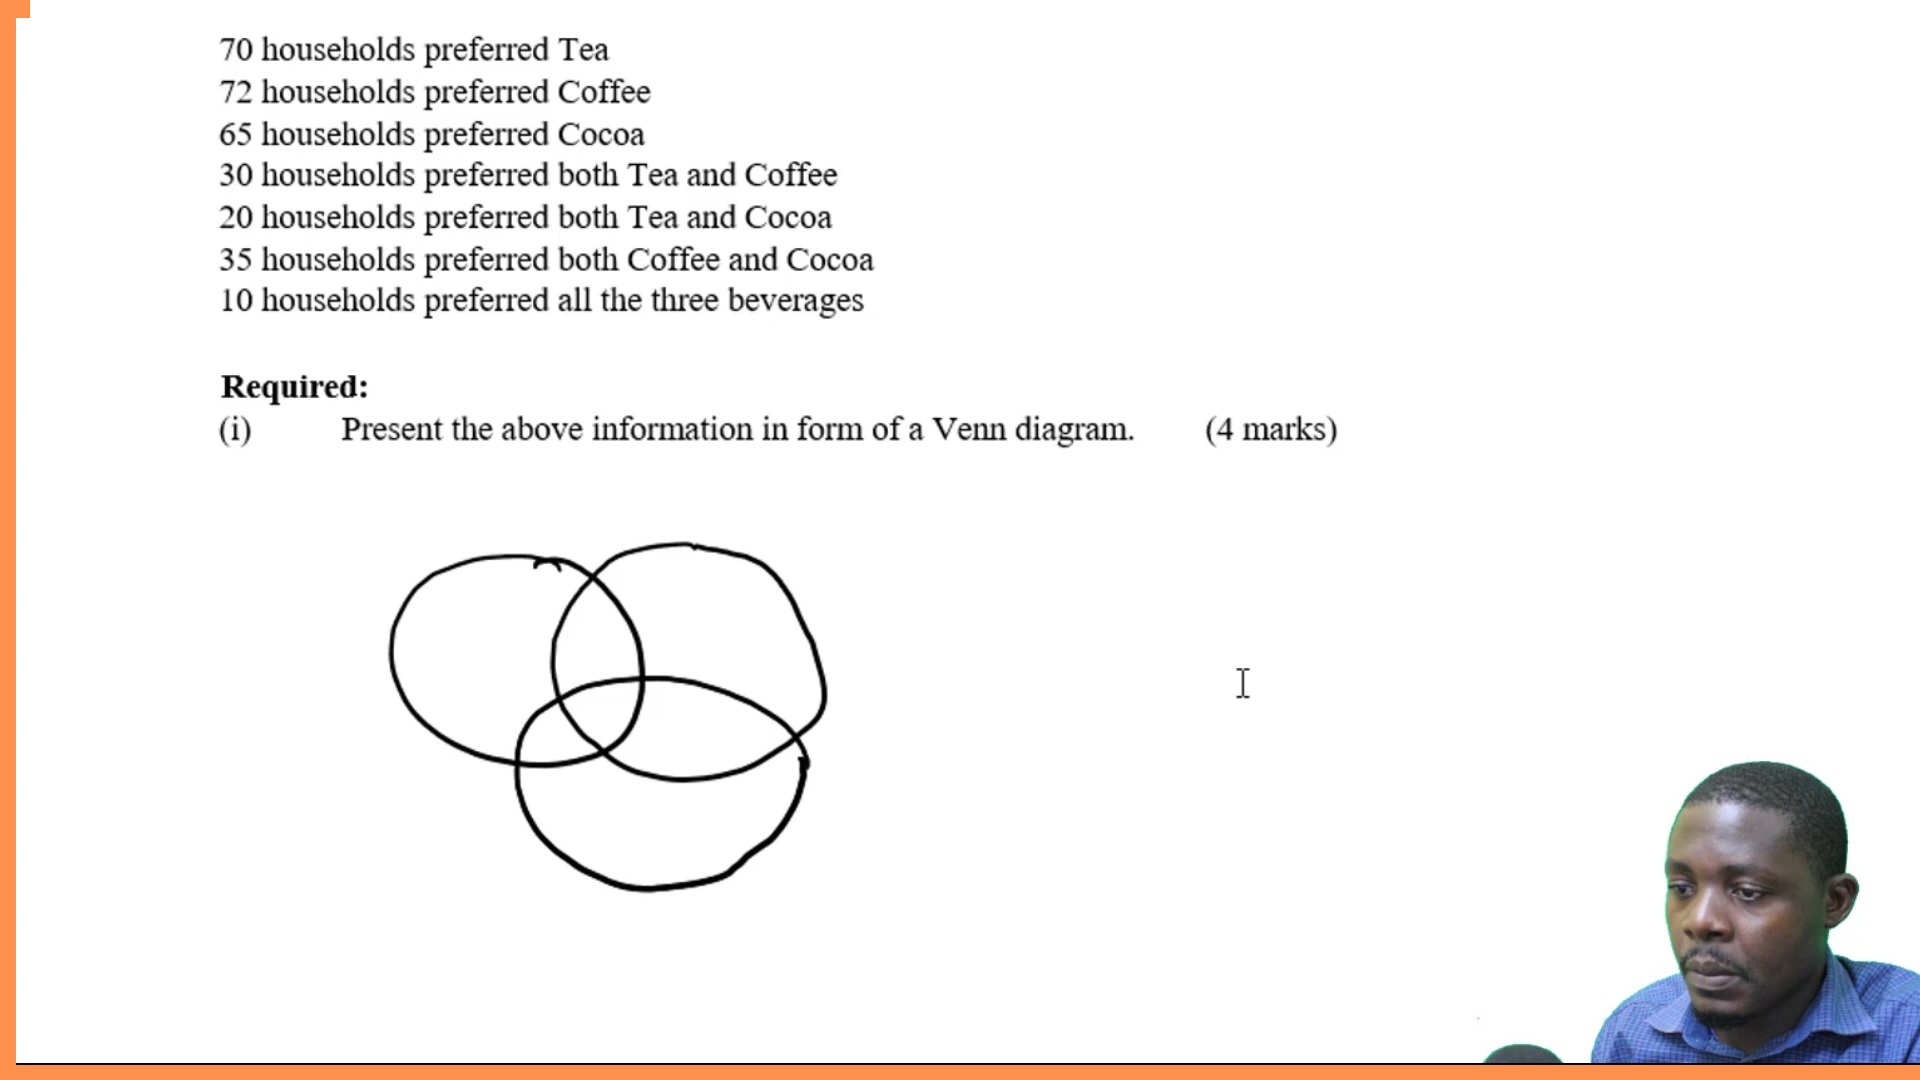 70 households preferred Tea
72 households preferred Coffee
65 households preferred Cocoa
30 households preferred both Tea and Coffee
20 households preferred both Tea and Cocoa
35 households preferred both Coffee and Cocoa
10 households preferred all the three beverages
Required:
(i) Present the above information in form of a Venn diagram. (4 marks)